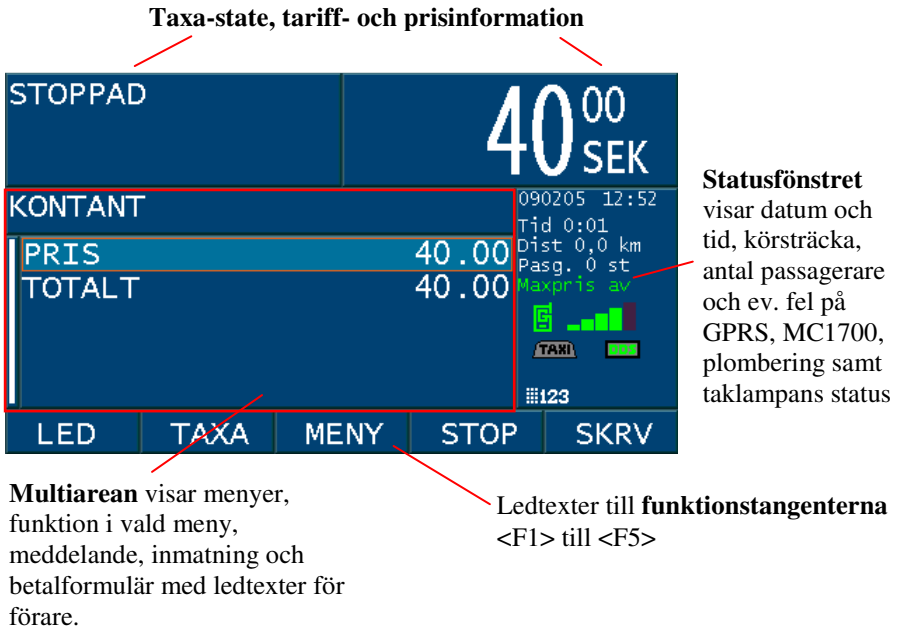 Taxa-state, tariff- och prisinformation
STOPPAD
40 00
SEK
KONTANT
PRIS 40.00
TOTALT 40.00
090205 12:52
Tid 0:01
Dist 0,0 km
Pasg. 0 st
Maxpris av
TAXI
123
LED TAXA MENY STOP SKRV
Statusfönstret
visar datum och
tid, körsträcka,
antal passagerare
och ev. fel på
GPRS, MC1700,
plombering samt
taklampans status
Multiarean visar menyer,
funktion i vald meny,
meddelande, inmatning och
betalformulär med ledtexter för
förare.
Ledtexter till funktionstangenterna
<F1> till <F5>